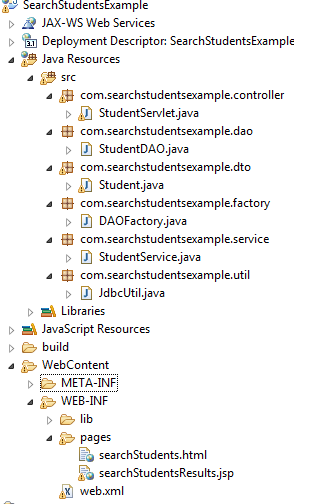 SearchStudentsExample
JAX-WS Web Services
Deployment Descriptor: SearchStudentsExample
Java Resources
src
com.searchstudentsexample.controller
StudentServlet.java
com.searchstudentsexample.dao
StudentDAO.java
com.searchstudentsexample.dto
Student.java
com.searchstudentsexample.factory
DAOFactory.java
com.searchstudentsexample.service
StudentService.java
com.searchstudentsexample.util
JdbcUtil.java
Libraries
JavaScript Resources
build
WebContent
META-INF
WEB-INF
lib
pages
searchStudents.html
searchStudentsResults.jsp
web.xml